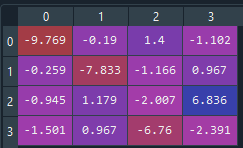 0 1 2 3
0 -9.769 -0.19 1.4 -1.102
1 -0.259 -7.833 -1.166 0.967
2 -0.945 1.179 -2.007 6.836
3 -1.501 0.967 -6.76 -2.391